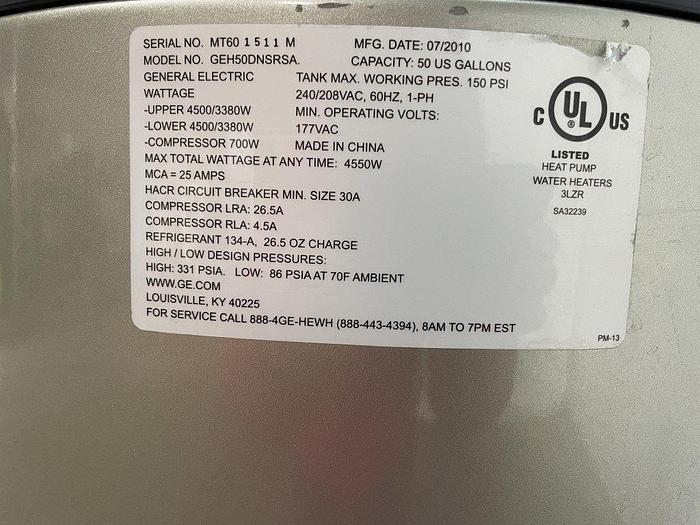 SERIAL NO. MT60 1 5 1 1 M MFG. DATE: 07/2010
MODEL NO. GEH50DNSRSA. CAPACITY: 50 US GALLONS
GENERAL ELECTRIC TANK MAX. WORKING PRES. 150 PSI
WATTAGE 240/208VAC, 60HZ, 1-PH
-UPPER 4500/3380W MIN. OPERATING VOLTS:
-LOWER 4500/3380W 177VAC
-COMPRESSOR 700W MADE IN CHINA
MAX TOTAL WATTAGE AT ANY TIME: 4550W
MCA = 25 AMPS
HACR CIRCUIT BREAKER MIN. SIZE 30A
COMPRESSOR LRA: 26.5A
COMPRESSOR RLA: 4.5A
REFRIGERANT 134-A, 26.5 OZ CHARGE
HIGH / LOW DESIGN PRESSURES:
HIGH: 331 PSIA. LOW: 86 PSIA AT 70F AMBIENT
WWW.GE.COM
LOUISVILLE, KY 40225
FOR SERVICE CALL 888-4GE-HEWH (888-443-4394), 8AM TO 7PM EST
C UL ® US
LISTED
HEAT PUMP
WATER HEATERS
3LZR
SA32239
PM-13